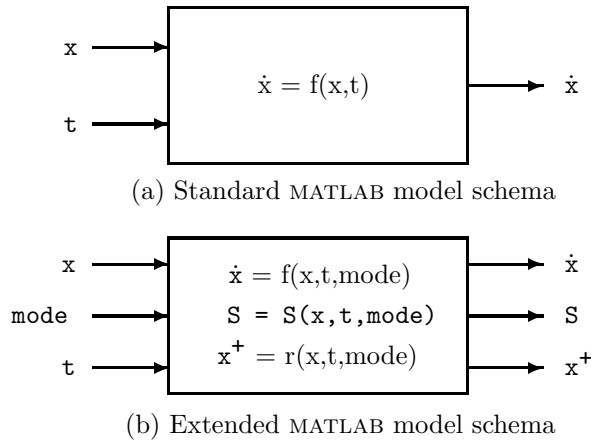 x
ẋ = f(x,t)
ẋ
t
(a) Standard MATLAB model schema
x
ẋ = f(x,t,mode)
ẋ
mode
S = S(x,t,mode)
S
t
x⁺ = r(x,t,mode)
x⁺
(b) Extended MATLAB model schema